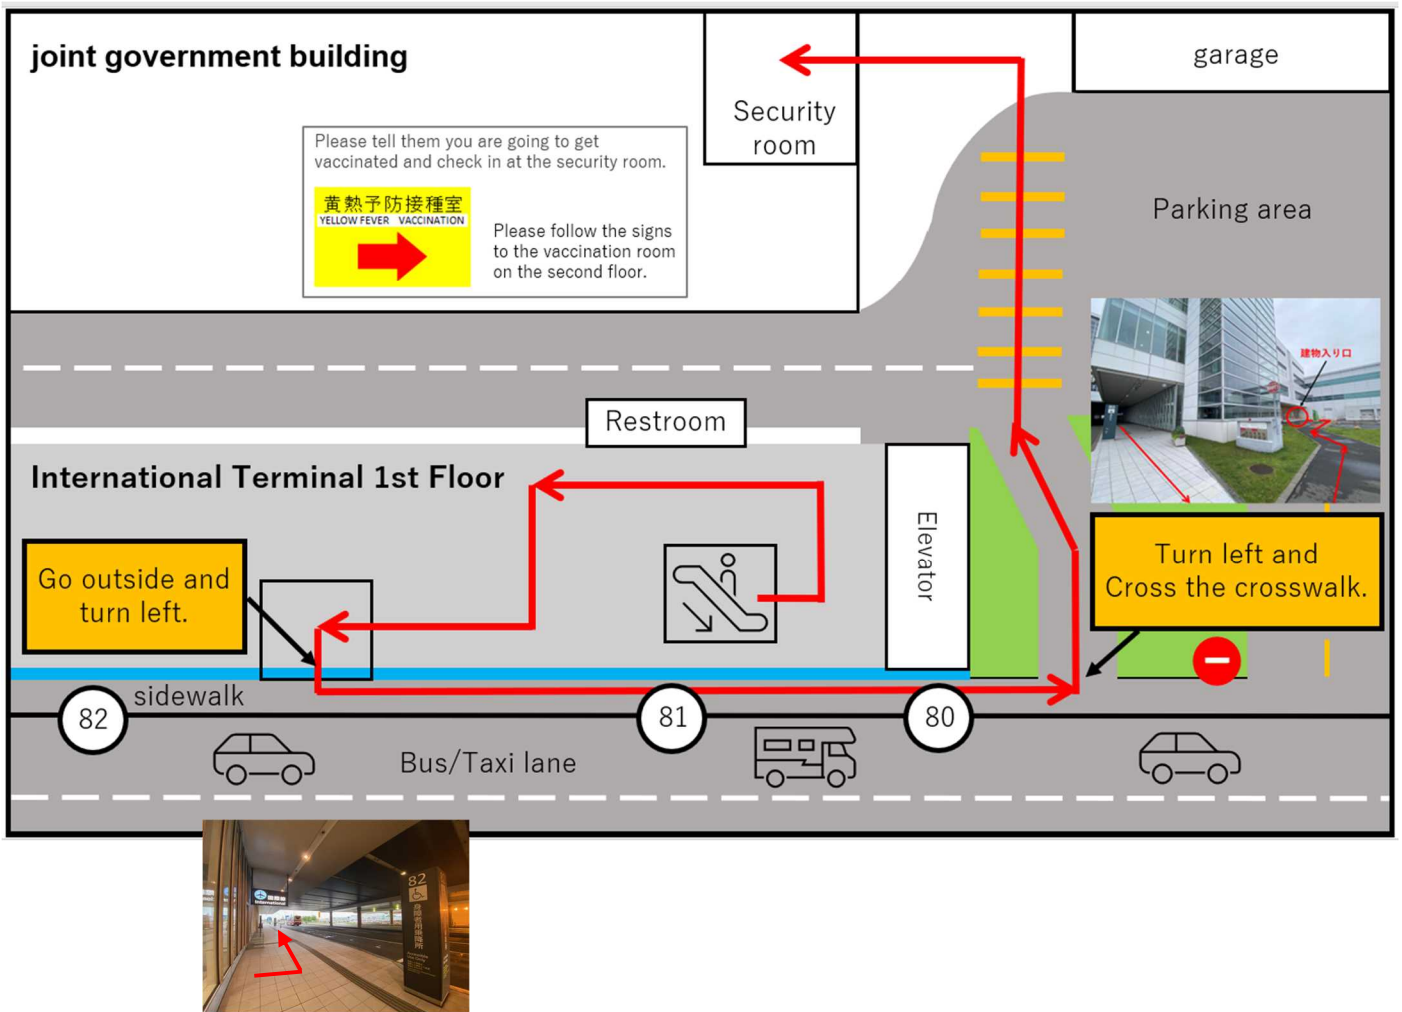 joint government building
Security
room
garage
Please tell them you are going to get
vaccinated and check in at the security room.
黄熱予防接種室
YELLOW FEVER VACCINATION
Please follow the signs
to the vaccination room
on the second floor.
Parking area
建物入り口
Restroom
International Terminal 1st Floor
Elevator
Go outside and
turn left.
Turn left and
Cross the crosswalk.
sidewalk
82
81
80
Bus/Taxi lane
82
International